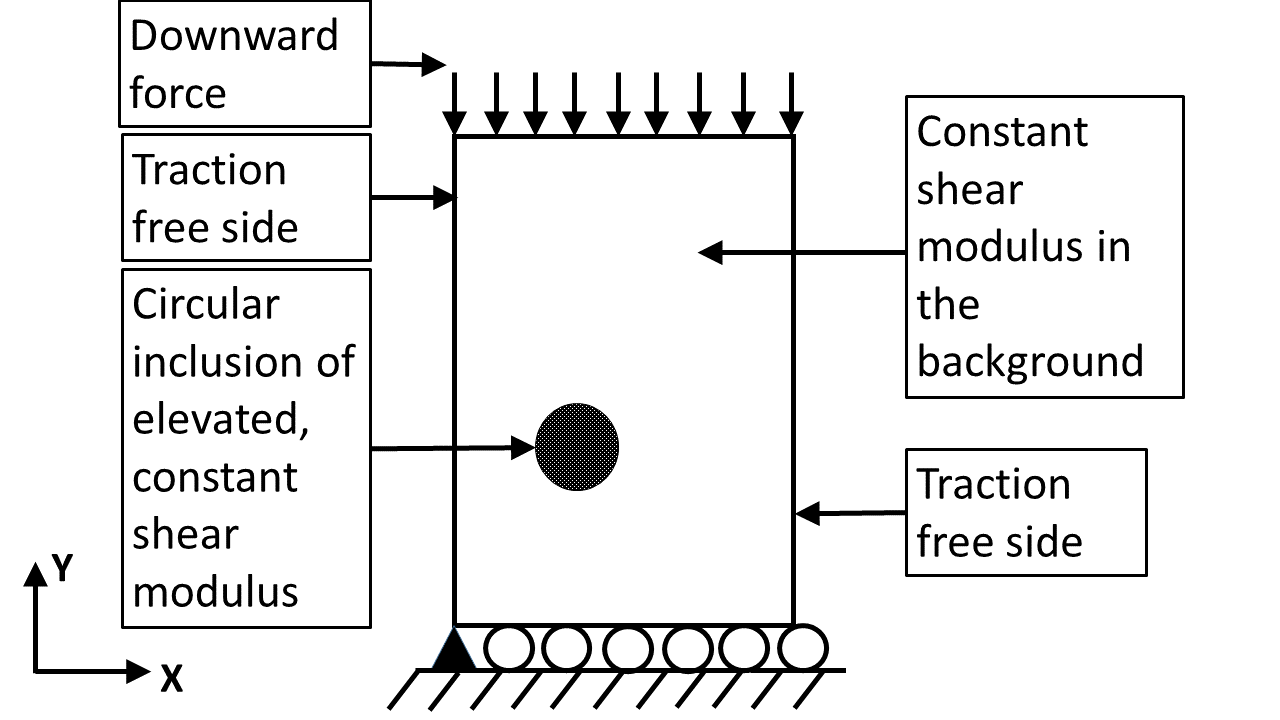 Downward
force
Traction
free side
Circular
inclusion of
elevated,
constant
shear
modulus
Constant
shear
modulus in
the
background
Traction
free side
Y
X